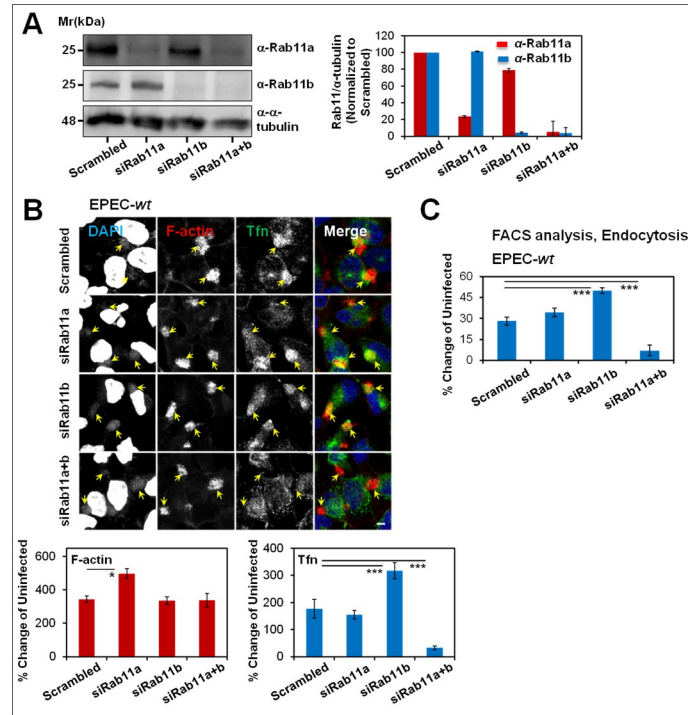 A
Mr(kDa)
25
α-Rab11a
25
α-Rab11b
48
α-α-
tubulin
Scrambled
siRab11a
siRab11b
siRab11a+b
Rab11/α-tubulin
(Normalized to
Scrambled)
120
100
80
60
40
20
0
α-Rab11a
α-Rab11b
Scrambled
siRab11a
siRab11b
siRab11a+b
B
EPEC-wt
DAPI F-actin Tfn Merge
Scrambled
siRab11a
siRab11b
siRab11a+b
C
FACS analysis, Endocytosis
EPEC-wt
% Change of Uninfected
60
45
30
15
0
*** ***
Scrambled
siRab11a
siRab11b
siRab11a+b
% Change of Uninfected
600
400
200
0
F-actin
*
Scrambled
siRab11a
siRab11b
siRab11a+b
% Change of Uninfected
400
300
200
100
0
Tfn
*** ***
Scrambled
siRab11a
siRab11b
siRab11a+b